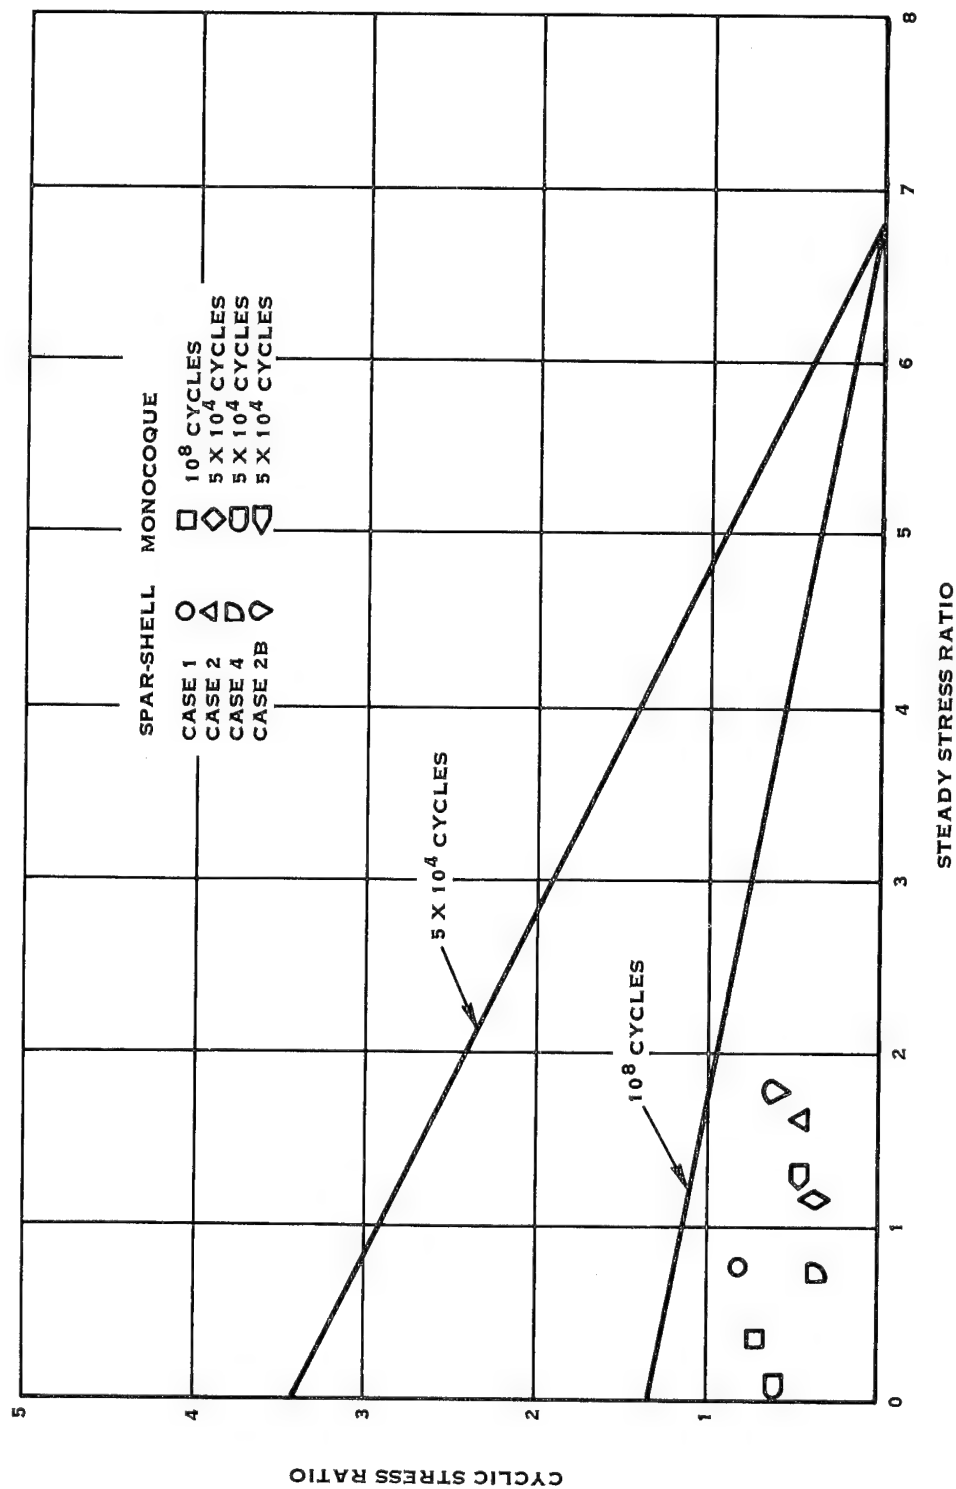 SPAR-SHELL MONOCOQUE
CASE 1 10⁸ CYCLES
CASE 2 5 X 10⁴ CYCLES
CASE 4 5 X 10⁴ CYCLES
CASE 2B 5 X 10⁴ CYCLES
5 X 10⁴ CYCLES
10⁸ CYCLES
CYCLIC STRESS RATIO
5
4
3
2
1
0
1
2
3
4
5
6
7
8
STEADY STRESS RATIO